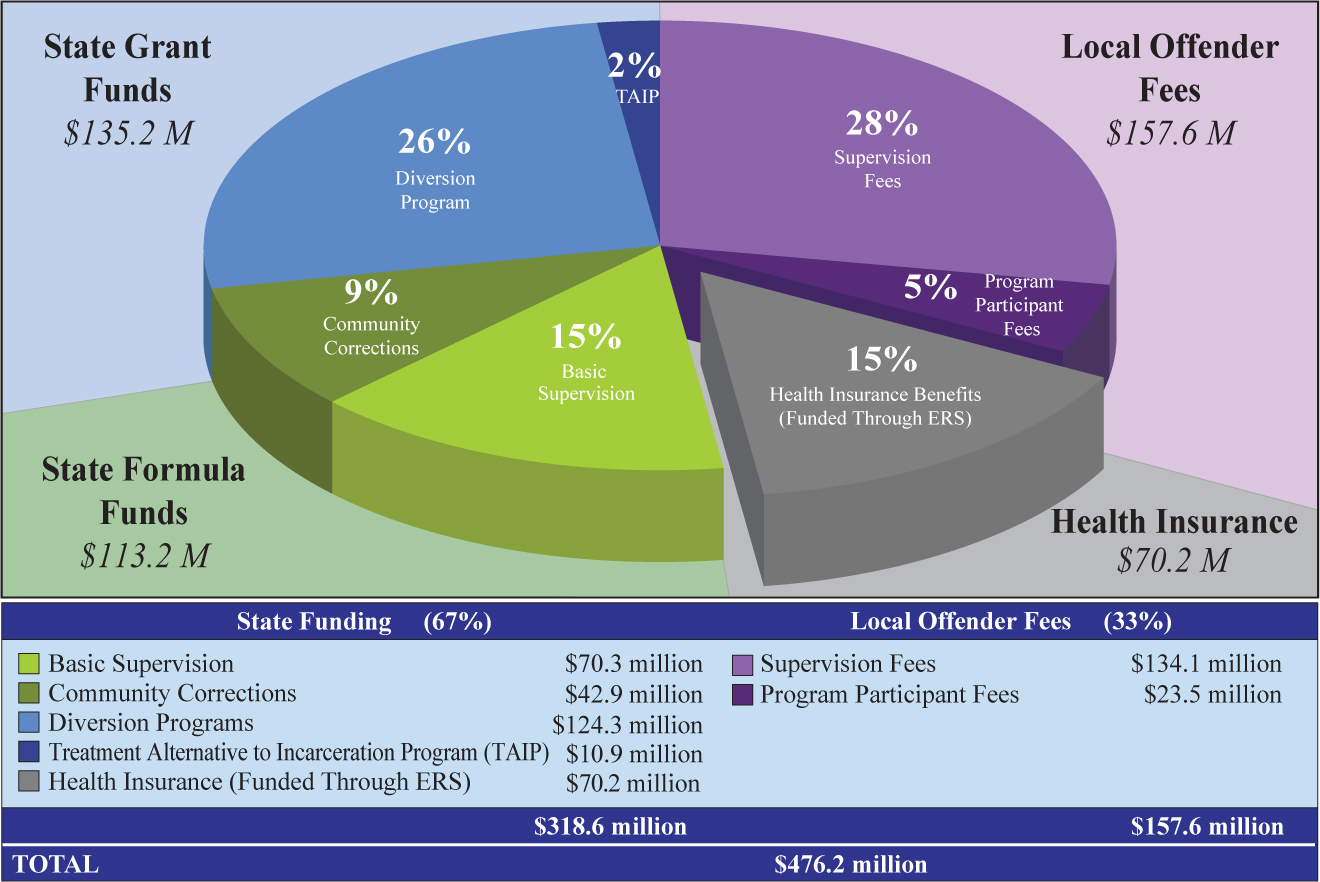 State Grant
Funds
$135.2 M
Local Offender
Fees
$157.6 M
2%
TAIP
28%
Supervision
Fees
26%
Diversion
Program
9%
Community
Corrections
15%
Basic
Supervision
5%
Program
Participant
Fees
15%
Health Insurance Benefits
(Funded Through ERS)
State Formula
Funds
$113.2 M
Health Insurance
$70.2 M
State Funding (67%)
Basic Supervision $70.3 million
Community Corrections $42.9 million
Diversion Programs $124.3 million
Treatment Alternative to Incarceration Program (TAIP) $10.9 million
Health Insurance (Funded Through ERS) $70.2 million
$318.6 million
Local Offender Fees (33%)
Supervision Fees $134.1 million
Program Participant Fees $23.5 million
$157.6 million
TOTAL $476.2 million